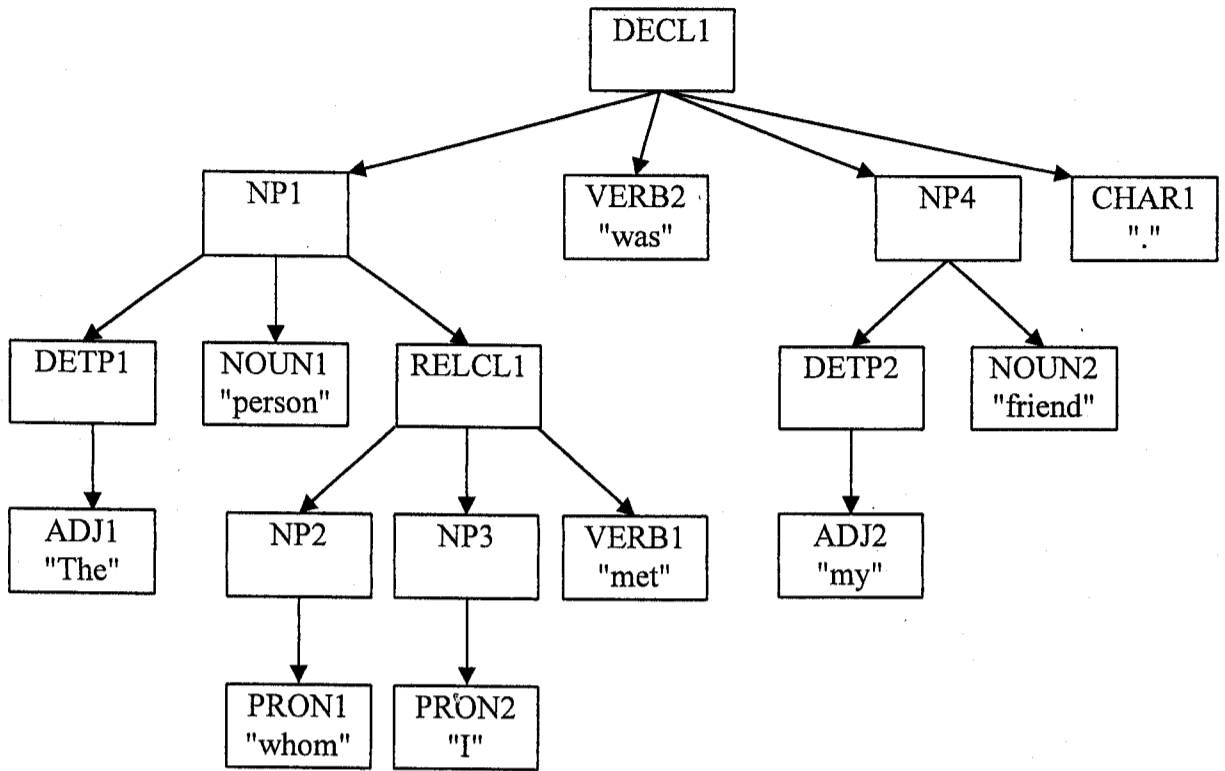 DECL1
NP1
VERB2
"was"
NP4
CHAR1
"."
DETP1
NOUN1
"person"
RELCL1
DETP2
NOUN2
"friend"
ADJ1
"The"
NP2
NP3
VERB1
"met"
ADJ2
"my"
PRON1
"whom"
PRON2
"I"